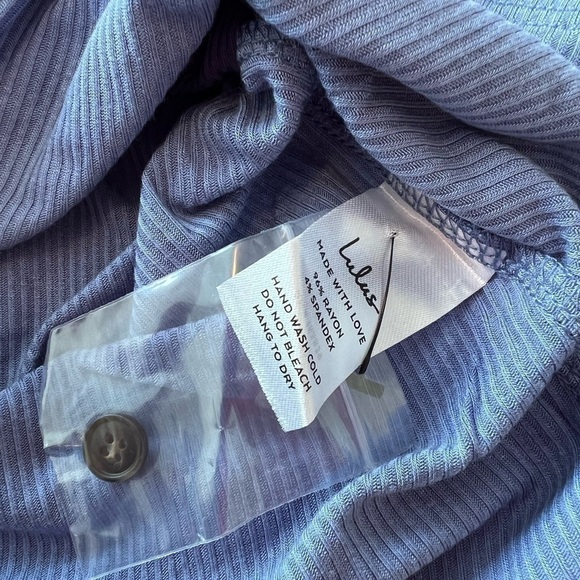 Lulus
MADE WITH LOVE
96% RAYON
4% SPANDEX
HAND WASH COLD
DO NOT BLEACH
HANG TO DRY